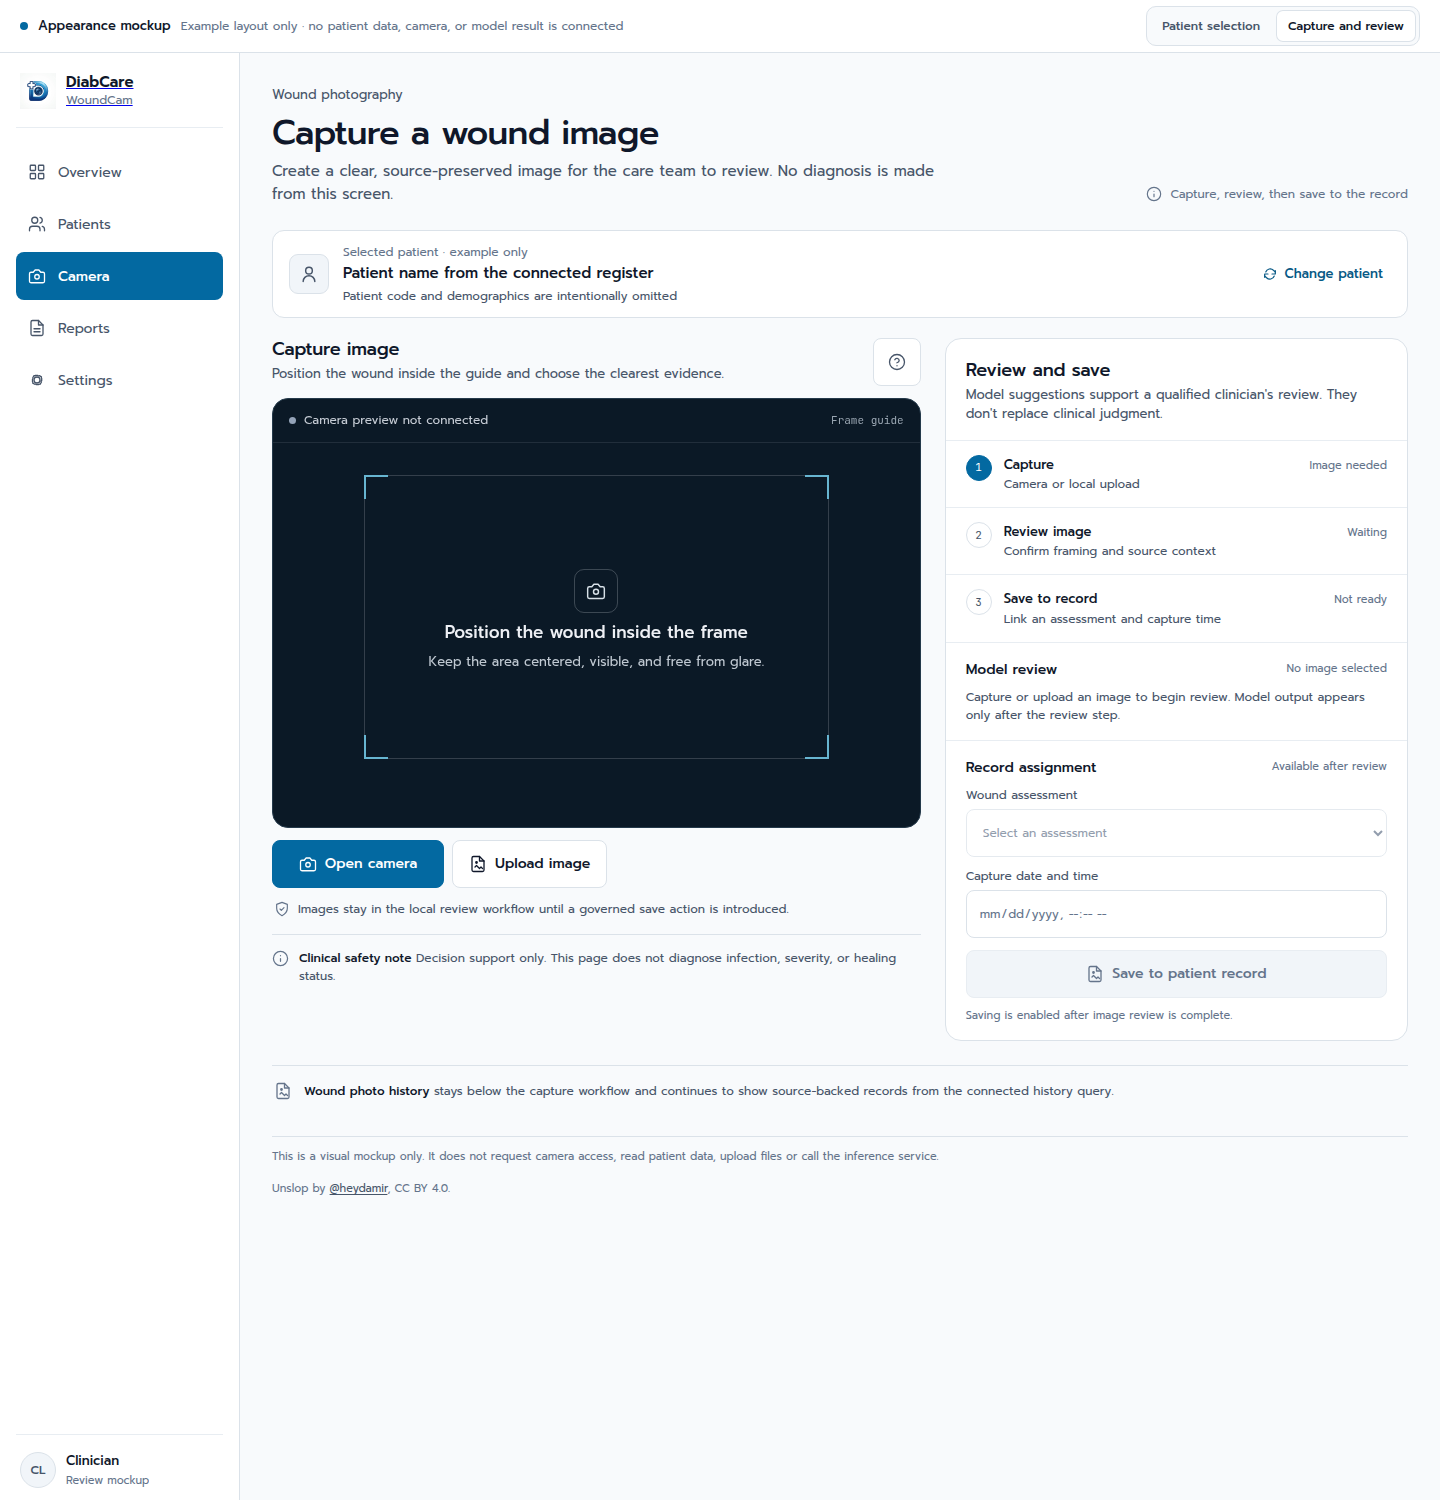 Appearance mockup Example layout only · no patient data, camera, or model result is connected
Patient selection
Capture and review
DiabCare
WoundCam
Overview
Patients
Camera
Reports
Settings
Clinician
CL
Review mockup
Wound photography
Capture a wound image
Create a clear, source-preserved image for the care team to review. No diagnosis is made
from this screen.
Capture, review, then save to the record
Selected patient · example only
Patient name from the connected register
Patient code and demographics are intentionally omitted
Change patient
Capture image
Position the wound inside the guide and choose the clearest evidence.
Camera preview not connected
Frame guide
Position the wound inside the frame
Keep the area centered, visible, and free from glare.
Open camera
Upload image
Images stay in the local review workflow until a governed save action is introduced.
Clinical safety note Decision support only. This page does not diagnose infection, severity, or healing
status.
Review and save
Model suggestions support a qualified clinician's review. They
don't replace clinical judgment.
1
Capture
Image needed
Camera or local upload
2
Review image
Waiting
Confirm framing and source context
3
Save to record
Not ready
Link an assessment and capture time
Model review
No image selected
Capture or upload an image to begin review. Model output appears
only after the review step.
Record assignment
Available after review
Wound assessment
Select an assessment
Capture date and time
mm/dd/yyyy, --:-- --
Save to patient record
Saving is enabled after image review is complete.
Wound photo history stays below the capture workflow and continues to show source-backed records from the connected history query.
This is a visual mockup only. It does not request camera access, read patient data, upload files or call the inference service.
Unslop by @heydamir, CC BY 4.0.